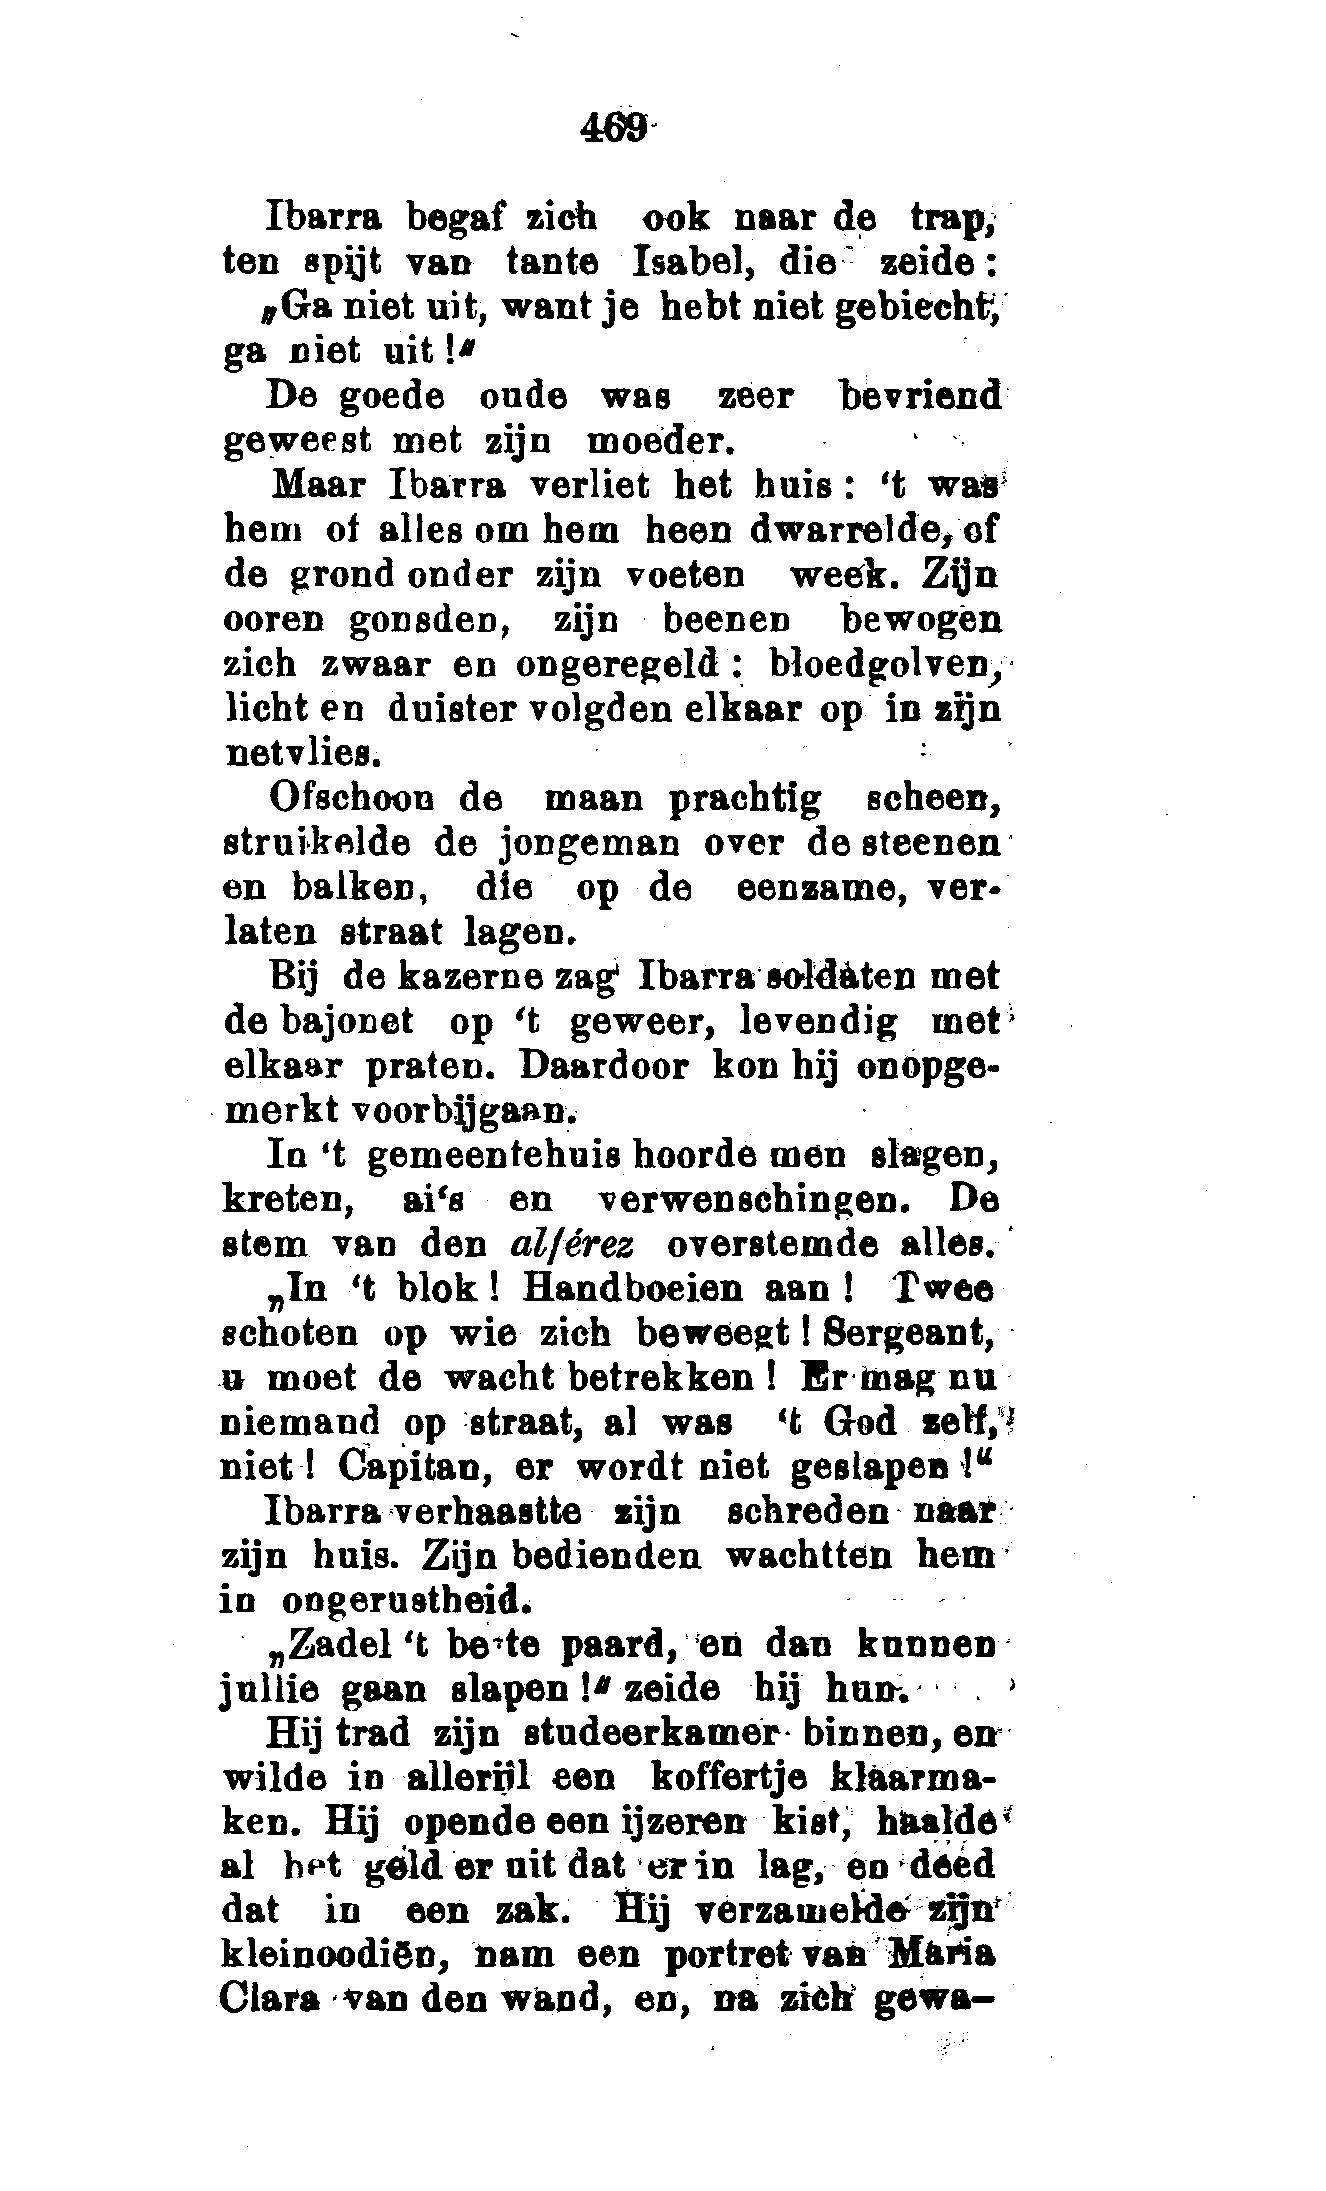 469
Ibarra begaf zich ook naar de trap,
ten spijt van tante Isabel, die zeide:
„Ga niet uit, want je hebt niet gebiecht,
ga niet uit!"
De goede oude was zeer bevriend
geweest met zijn moeder.
Maar Ibarra verliet het huis: ‘t was
hem of alles om hem heen dwarrelde, of
de grond onder zijn voeten week. Zijn
ooren gonsden, zijn beenen bewogen
zich zwaar en ongeregeld: bloedgolven,
licht en duister volgden elkaar op in zijn
netvlies.
Ofschoon de maan prachtig scheen,
struikelde de jongeman over de steenen
en balken, die op de eenzame, ver-
laten straat lagen.
Bij de kazerne zag Ibarra soldaten met
de bajonet op ‘t geweer, levendig met
elkaar praten. Daardoor kon hij onopge-
merkt voorbijgaan.
In ‘t gemeentehuis hoorde men slagen,
kreten, ai‘s en verwenschingen. De
stem van den alférez overstemde alles.
„In ‘t blok! Handboeien aan! Twee
schoten op wie zich beweegt! Sergeant,
u moet de wacht betrekken! Er mag nu
niemand op straat, al was ‘t God zelf,
niet! Capitan, er wordt niet geslapen!“
Ibarra verhaastte zijn schreden naar
zijn huis. Zijn bedienden wachtten hem
in ongerustheid.
„Zadel ‘t beste paard, en dan kunnen
jullie gaan slapen!" zeide hij hun.
Hij trad zijn studeerkamer binnen, en
wilde in allerijl een koffertje klaarma-
ken. Hij opende een ijzeren kist, haalde
al het geld er uit dat er in lag, en deed
dat in een zak. Hij verzamelde zijn
kleinoodiën, nam een portret van Maria
Clara van den wand, en, na zich gewa-